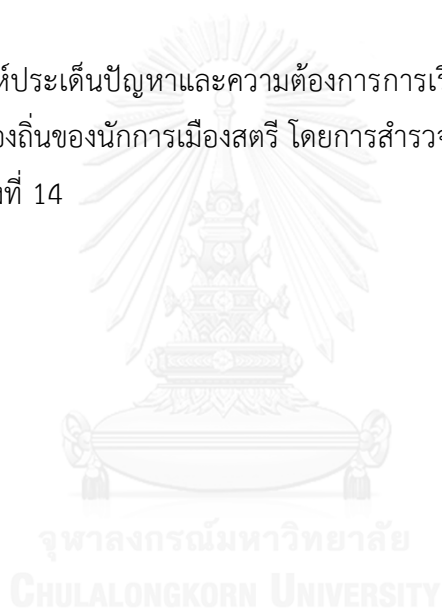 ห์ประเด็นปัญหาและความต้องการการเรี
องถิ่นของนักการเมืองสตรี โดยการสำรวจ
งที่ 14
จุฬาลงกรณ์มหาวิทยาลัย
CHULALONGKORN UNIVERSITY